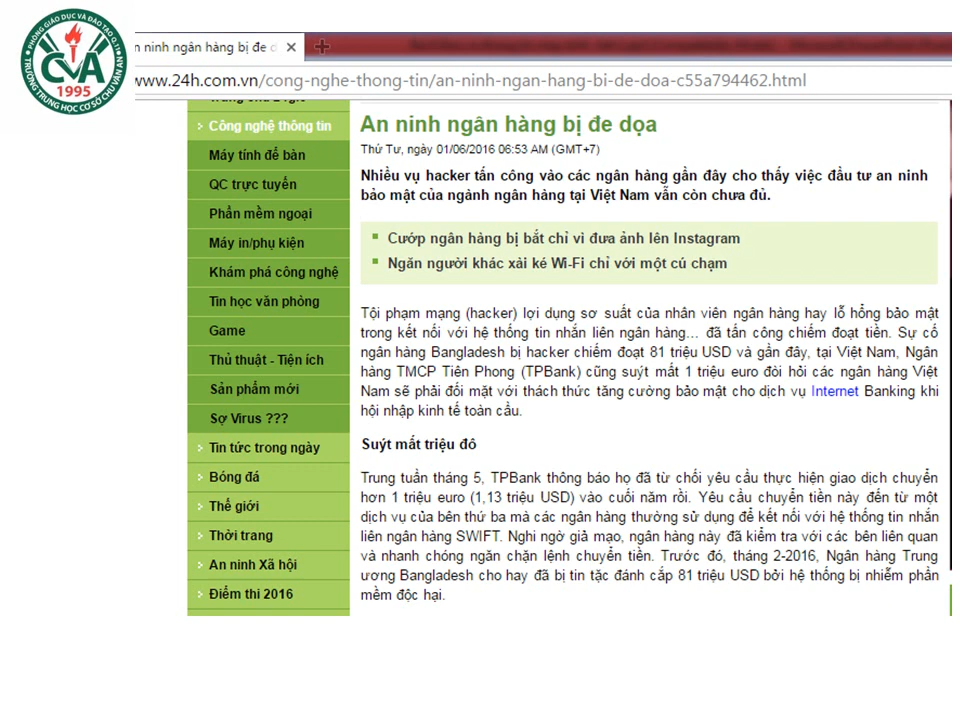 PHÒNG GIÁO DỤC VÀ ĐÀO TẠO Q.11
CVA
1995
TRƯỜNG TRUNG HỌC CƠ SỞ CHU VĂN AN
n ninh ngân hàng bị đe d
www.24h.com.vn/cong-nghe-thong-tin/an-ninh-ngan-hang-bi-de-doa-c55a794462.html
Công nghệ thông tin
Máy tính để bàn
QC trực tuyến
Phần mềm ngoại
Máy in/phụ kiện
Khám phá công nghệ
Tin học văn phòng
Game
Thủ thuật - Tiện ích
Sản phẩm mới
Sợ Virus ???
Tin tức trong ngày
Bóng đá
Thế giới
Thời trang
An ninh Xã hội
Điểm thi 2016
An ninh ngân hàng bị đe dọa
Thứ Tư, ngày 01/06/2016 06:53 AM (GMT+7)
Nhiều vụ hacker tấn công vào các ngân hàng gần đây cho thấy việc đầu tư an ninh
bảo mật của ngành ngân hàng tại Việt Nam vẫn còn chưa đủ.
Cướp ngân hàng bị bắt chỉ vì đưa ảnh lên Instagram
Ngăn người khác xài ké Wi-Fi chỉ với một cú chạm
Tội phạm mạng (hacker) lợi dụng sơ suất của nhân viên ngân hàng hay lỗ hổng bảo mật
trong kết nối với hệ thống tin nhắn liên ngân hàng… đã tấn công chiếm đoạt tiền. Sự cố
ngân hàng Bangladesh bị hacker chiếm đoạt 81 triệu USD và gần đây, tại Việt Nam, Ngân
hàng TMCP Tiên Phong (TPBank) cũng suýt mất 1 triệu euro đòi hỏi các ngân hàng Việt
Nam sẽ phải đối mặt với thách thức tăng cường bảo mật cho dịch vụ Internet Banking khi
hội nhập kinh tế toàn cầu.
Suýt mất triệu đô
Trung tuần tháng 5, TPBank thông báo họ đã từ chối yêu cầu thực hiện giao dịch chuyển
hơn 1 triệu euro (1,13 triệu USD) vào cuối năm rồi. Yêu cầu chuyển tiền này đến từ một
dịch vụ của bên thứ ba mà các ngân hàng thường sử dụng để kết nối với hệ thống tin nhắn
liên ngân hàng SWIFT. Nghi ngờ giả mạo, ngân hàng này đã kiểm tra với các bên liên quan
và nhanh chóng ngăn chặn lệnh chuyển tiền. Trước đó, tháng 2-2016, Ngân hàng Trung
ương Bangladesh cho hay đã bị tin tặc đánh cắp 81 triệu USD bởi hệ thống bị nhiễm phần
mềm độc hại.